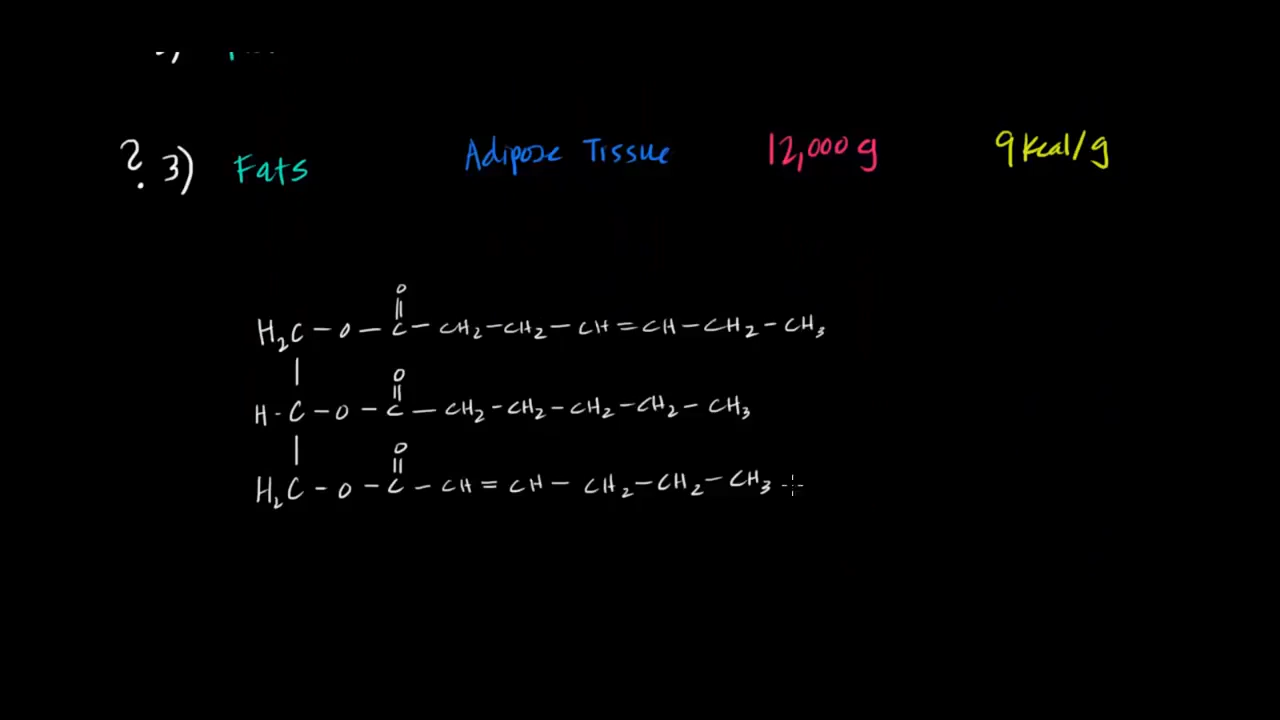 ? 3) Fats Adipose Tissue 12,000 g 9 Kcal/g
O
H₂C - O - C - CH₂ - CH₂ - CH = CH - CH₂ - CH₃
O
H - C - O - C - CH₂ - CH₂ - CH₂ - CH₂ - CH₃
O
H₂C - O - C - CH = CH - CH₂ - CH₂ - CH₃